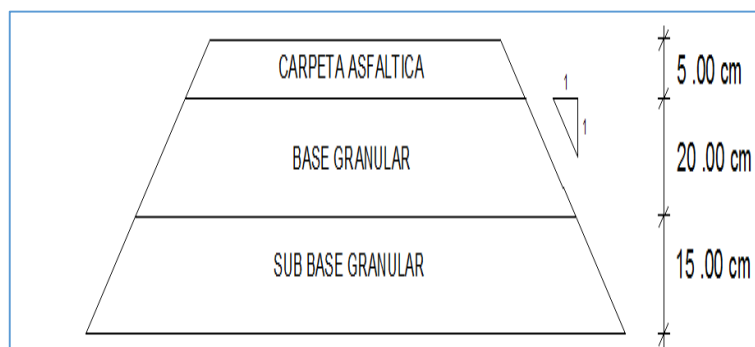 CARPETA ASFALTICA
5 .00 cm
1
1
BASE GRANULAR
20 .00 cm
SUB BASE GRANULAR
15 .00 cm